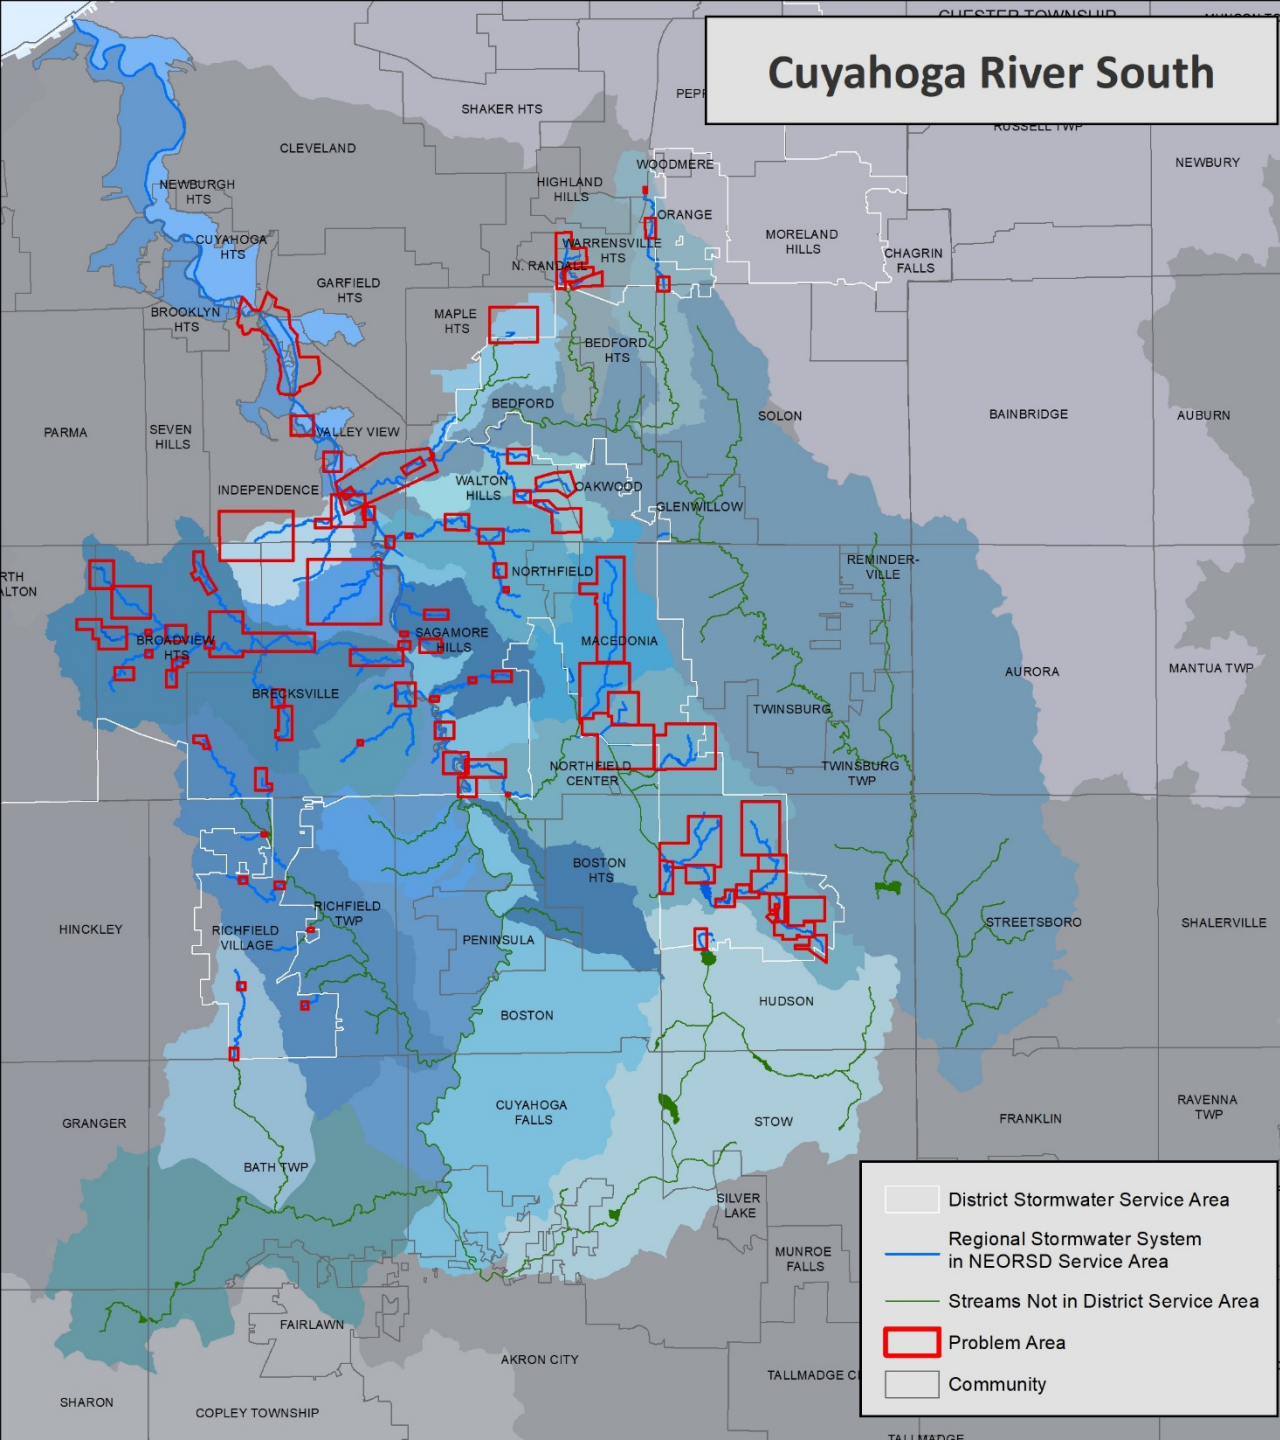 CHESTER TOWNSHIP
Cuyahoga River South
SHAKER HTS
RUSSELL TWP
CLEVELAND
WOODMERE
NEWBURY
NEWBURGH
HTS
HIGHLAND
HILLS
ORANGE
CUYAHOGA
HTS
WARRENSVILLE
HTS
MORELAND
HILLS
CHAGRIN
FALLS
N. RANDALL
GARFIELD
HTS
BROOKLYN
HTS
MAPLE
HTS
BEDFORD
HTS
BEDFORD
SOLON
BAINBRIDGE
AUBURN
PARMA
SEVEN
HILLS
VALLEY VIEW
INDEPENDENCE
WALTON
HILLS
OAKWOOD
GLENWILLOW
NORTHFIELD
REMINDER-
VILLE
RTH
ALTON
BROADVIEW
HTS
SAGAMORE
HILLS
MACEDONIA
AURORA
MANTUA TWP
BRECKSVILLE
TWINSBURG
NORTHFIELD
CENTER
TWINSBURG
TWP
BOSTON
HTS
RICHFIELD
TWP
HINCKLEY
RICHFIELD
VILLAGE
PENINSULA
STREETSBORO
SHALERVILLE
HUDSON
BOSTON
GRANGER
CUYAHOGA
FALLS
STOW
FRANKLIN
RAVENNA
TWP
BATH TWP
SILVER
LAKE
MUNROE
FALLS
FAIRLAWN
AKRON CITY
SHARON
COPLEY TOWNSHIP
District Stormwater Service Area
Regional Stormwater System
in NEORSD Service Area
Streams Not in District Service Area
Problem Area
Community
TALLMADGE